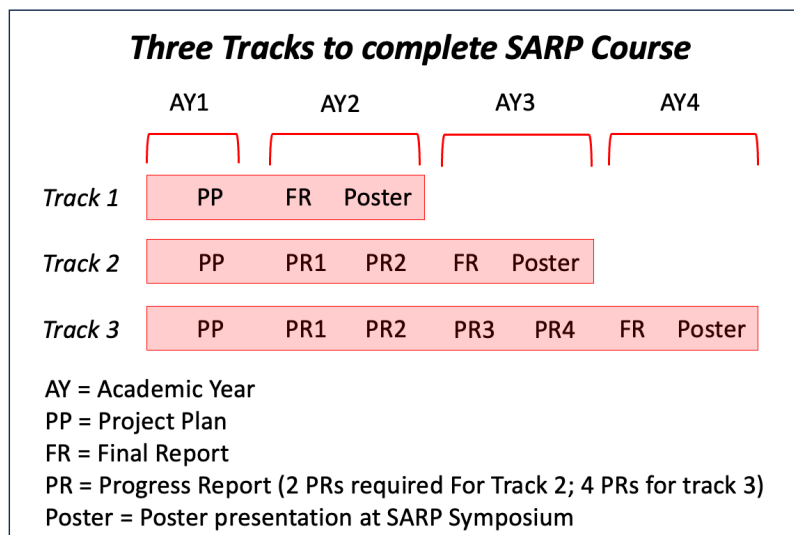 Three Tracks to complete SARP Course
AY1 AY2 AY3 AY4
Track 1 PP FR Poster
Track 2 PP PR1 PR2 FR Poster
Track 3 PP PR1 PR2 PR3 PR4 FR Poster
AY = Academic Year
PP = Project Plan
FR = Final Report
PR = Progress Report (2 PRs required For Track 2; 4 PRs for track 3)
Poster = Poster presentation at SARP Symposium